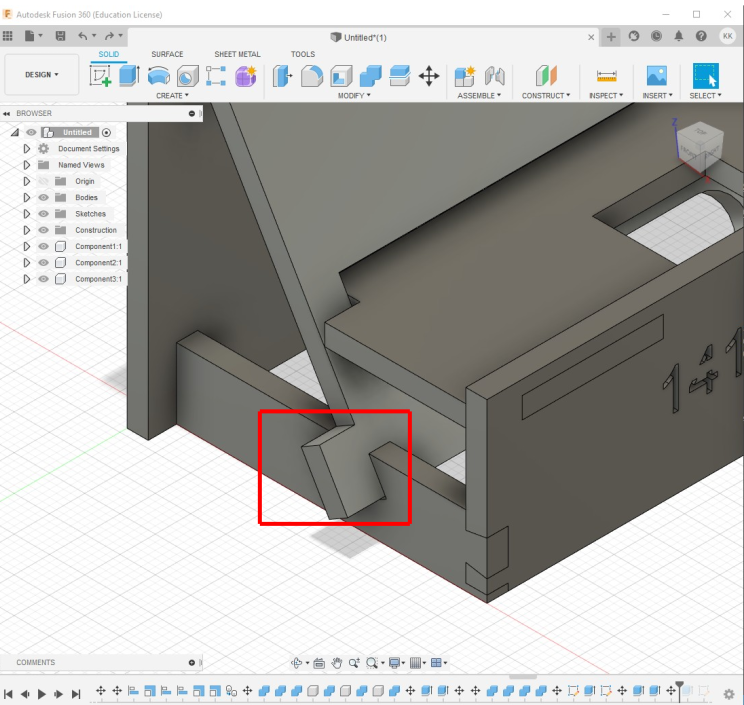 Autodesk Fusion 360 (Education License)
Untitled*(1)
KK
SOLID SURFACE SHEET METAL TOOLS
DESIGN
CREATE MODIFY ASSEMBLE CONSTRUCT INSPECT INSERT SELECT
BROWSER
Untitled
Document Settings
Named Views
Origin
Bodies
Sketches
Construction
Component1:1
Component2:1
Component3:1
Z
TOP
141
COMMENTS